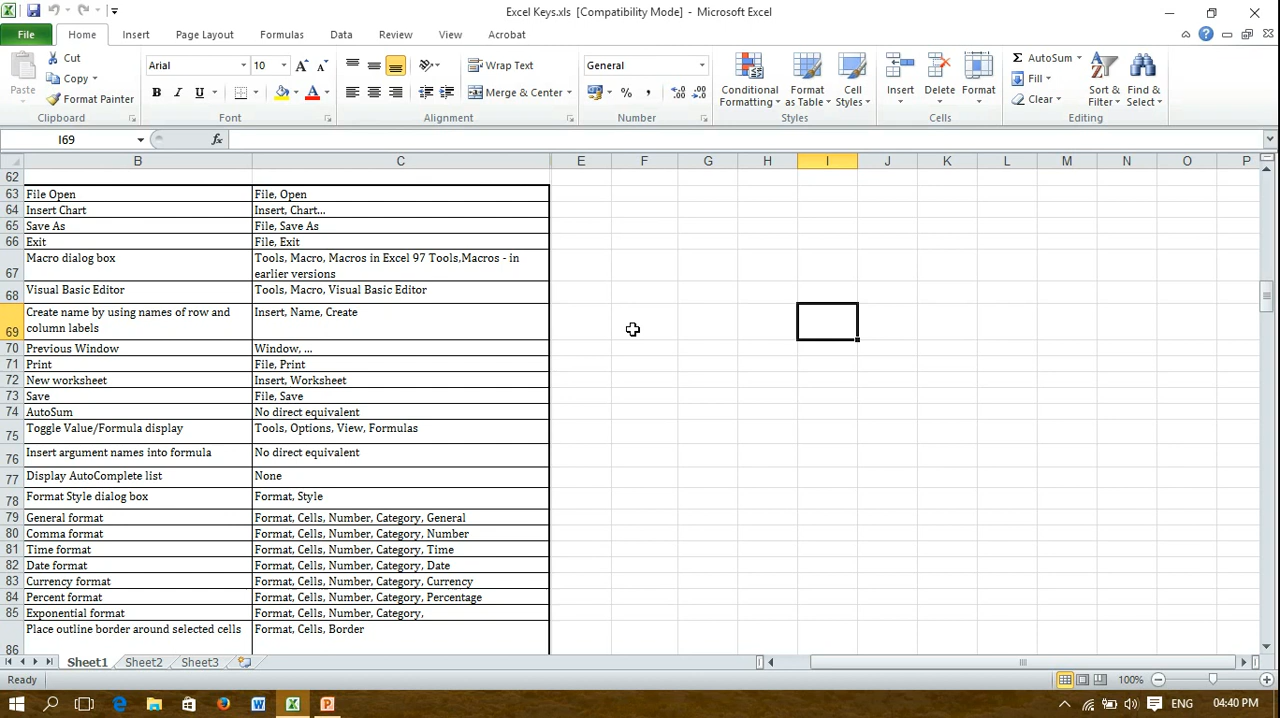 Excel Keys.xls [Compatibility Mode] - Microsoft Excel
File Home Insert Page Layout Formulas Data Review View Acrobat
Paste
Cut
Copy
Format Painter
Clipboard
Arial 10
B I U
Font
Wrap Text
Merge & Center
Alignment
General
%
Number
Conditional Formatting
Format as Table
Cell Styles
Styles
Insert
Delete
Format
Cells
AutoSum
Fill
Clear
Sort & Filter
Find & Select
Editing
I69 fx
B C E F G H I J K L M N O P
62
63 File Open File, Open
64 Insert Chart Insert, Chart...
65 Save As File, Save As
66 Exit File, Exit
67 Macro dialog box Tools, Macro, Macros in Excel 97 Tools,Macros - in
earlier versions
68 Visual Basic Editor Tools, Macro, Visual Basic Editor
69 Create name by using names of row and Insert, Name, Create
column labels
70 Previous Window Window, ...
71 Print File, Print
72 New worksheet Insert, Worksheet
73 Save File, Save
74 AutoSum No direct equivalent
75 Toggle Value/Formula display Tools, Options, View, Formulas
76 Insert argument names into formula No direct equivalent
77 Display AutoComplete list None
78 Format Style dialog box Format, Style
79 General format Format, Cells, Number, Category, General
80 Comma format Format, Cells, Number, Category, Number
81 Time format Format, Cells, Number, Category, Time
82 Date format Format, Cells, Number, Category, Date
83 Currency format Format, Cells, Number, Category, Currency
84 Percent format Format, Cells, Number, Category, Percentage
85 Exponential format Format, Cells, Number, Category,
86 Place outline border around selected cells Format, Cells, Border
Sheet1 Sheet2 Sheet3
Ready 100%
ENG 04:40 PM